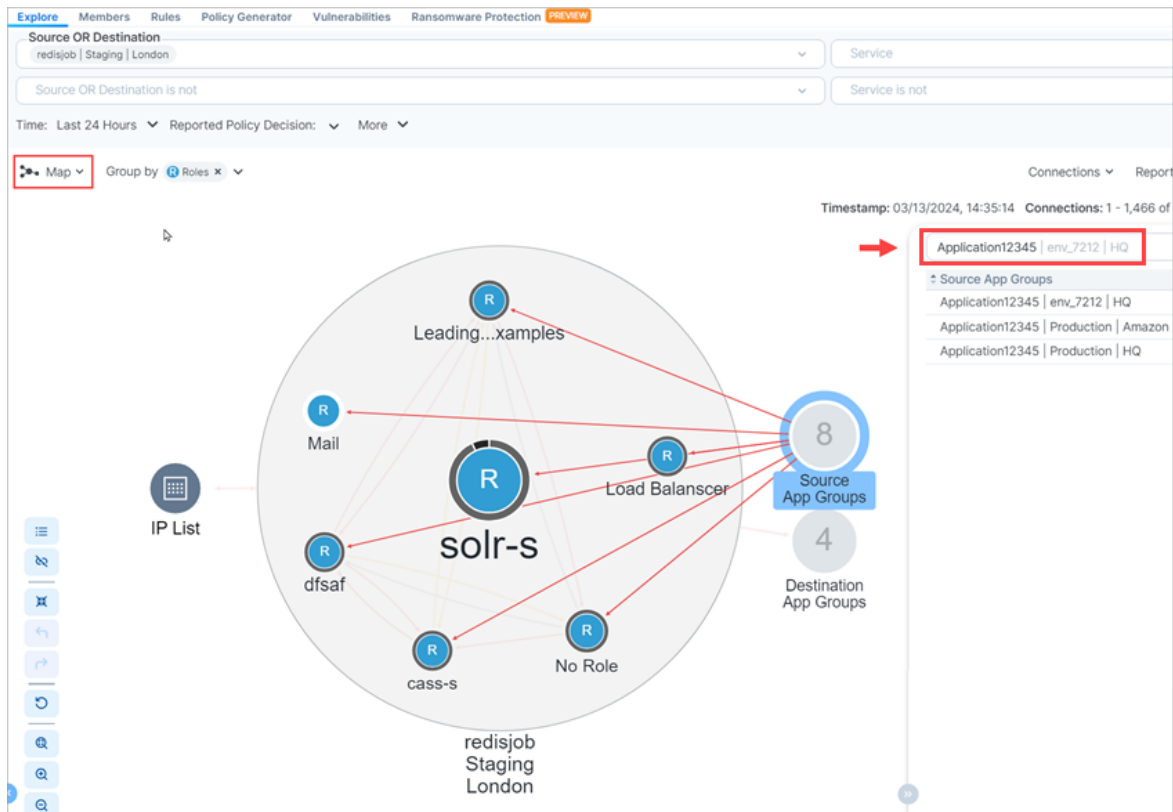 Explore Members Rules Policy Generator Vulnerabilities Ransomware Protection PREVIEW
Source OR Destination
redisjob | Staging | London
Service
Source OR Destination is not
Service is not
Time: Last 24 Hours Reported Policy Decision: More
Map Group by R Roles ×
Connections Report
Timestamp: 03/13/2024, 14:35:14 Connections: 1 - 1,466 of
Application12345 | env_7212 | HQ
Source App Groups
Application12345 | env_7212 | HQ
Application12345 | Production | Amazon
Application12345 | Production | HQ
R
Leading...xamples
R
Mail
R
Load Balanscer
R
solr-s
8
Source
App Groups
4
Destination
App Groups
IP List
R
dfsaf
R
No Role
R
cass-s
redisjob
Staging
London